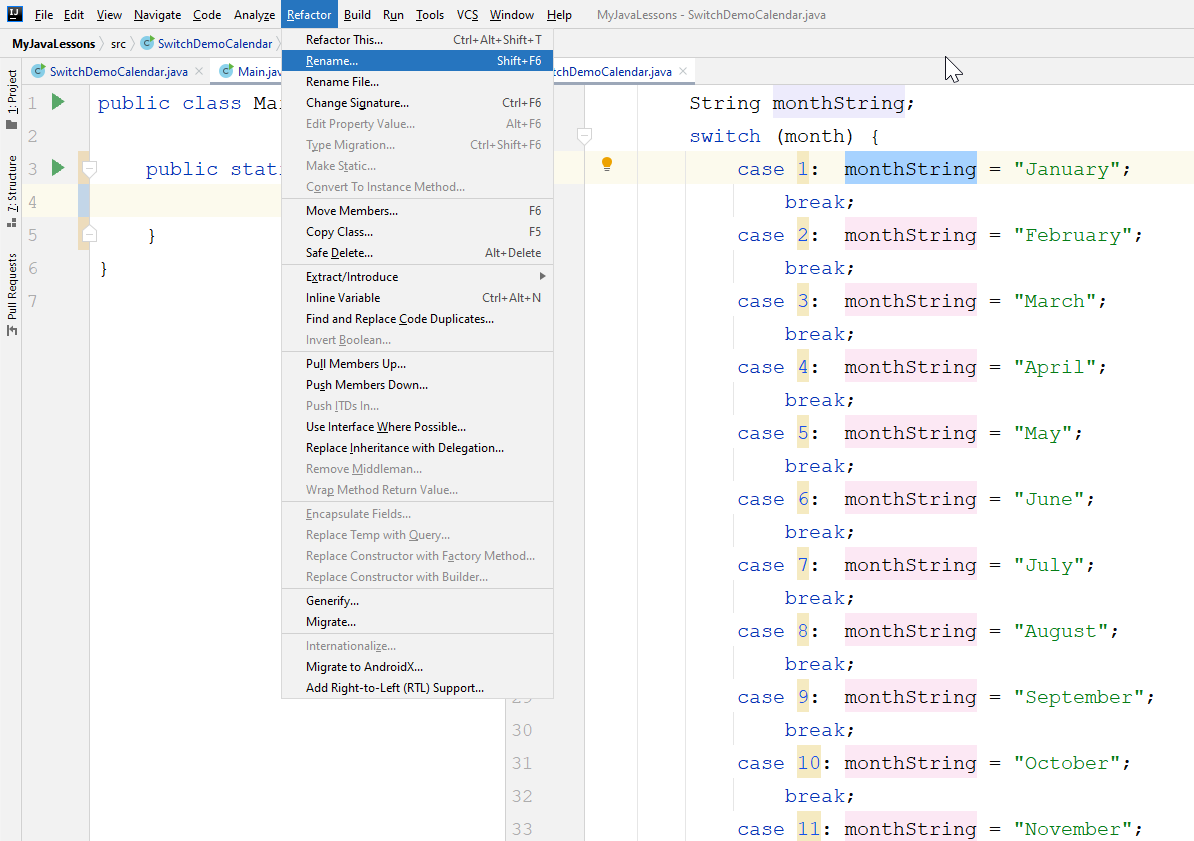 IJ File Edit View Navigate Code Analyze Refactor Build Run Tools VCS Window Help MyJavaLessons - SwitchDemoCalendar.java
MyJavaLessons src C SwitchDemoCalendar
C SwitchDemoCalendar.java C Main.jav
tchDemoCalendar.java
1: Project
7: Structure
Pull Requests
1 public class Mai
2
3 public stati
4
5 }
6 }
7
Refactor This... Ctrl+Alt+Shift+T
Rename... Shift+F6
Rename File...
Change Signature... Ctrl+F6
Edit Property Value... Alt+F6
Type Migration... Ctrl+Shift+F6
Make Static...
Convert To Instance Method...
Move Members... F6
Copy Class... F5
Safe Delete... Alt+Delete
Extract/Introduce
Inline Variable Ctrl+Alt+N
Find and Replace Code Duplicates...
Invert Boolean...
Pull Members Up...
Push Members Down...
Push ITDs In...
Use Interface Where Possible...
Replace Inheritance with Delegation...
Remove Middleman...
Wrap Method Return Value...
Encapsulate Fields...
Replace Temp with Query...
Replace Constructor with Factory Method...
Replace Constructor with Builder...
Generify...
Migrate...
Internationalize...
Migrate to AndroidX...
Add Right-to-Left (RTL) Support...
String monthString;
switch (month) {
case 1: monthString = "January";
break;
case 2: monthString = "February";
break;
case 3: monthString = "March";
break;
case 4: monthString = "April";
break;
case 5: monthString = "May";
break;
case 6: monthString = "June";
break;
case 7: monthString = "July";
break;
case 8: monthString = "August";
break;
29 case 9: monthString = "September";
30 break;
31 case 10: monthString = "October";
32 break;
33 case 11: monthString = "November";